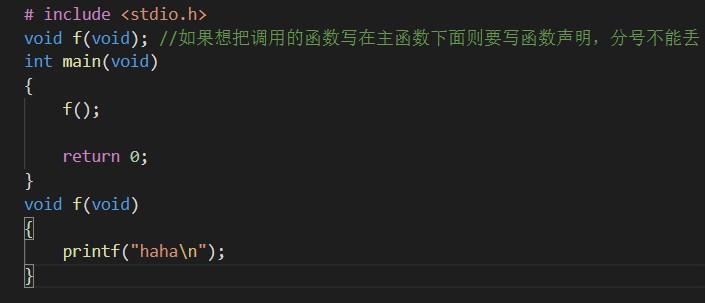 # include <stdio.h>
void f(void); //如果想把调用的函数写在主函数下面则要写函数声明，分号不能丢
int main(void)
{
f();
return 0;
}
void f(void)
{
printf("haha\n");
}